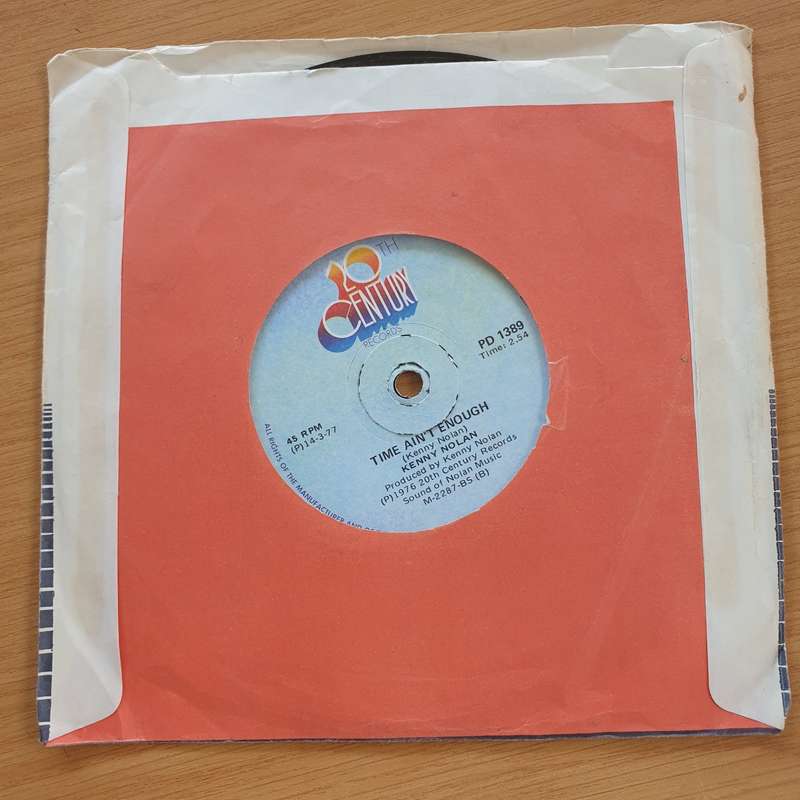 20TH
CENTURY
RECORDS
PD 1389
Time: 2.54
45 RPM
(P)14-3-77
TIME AIN'T ENOUGH
(Kenny Nolan)
KENNY NOLAN
Produced by Kenny Nolan
(P)1976 20th Century Records
Sound of Nolan Music
M-2287-BS (B)
ALL RIGHTS OF THE MANUFACTURER AND